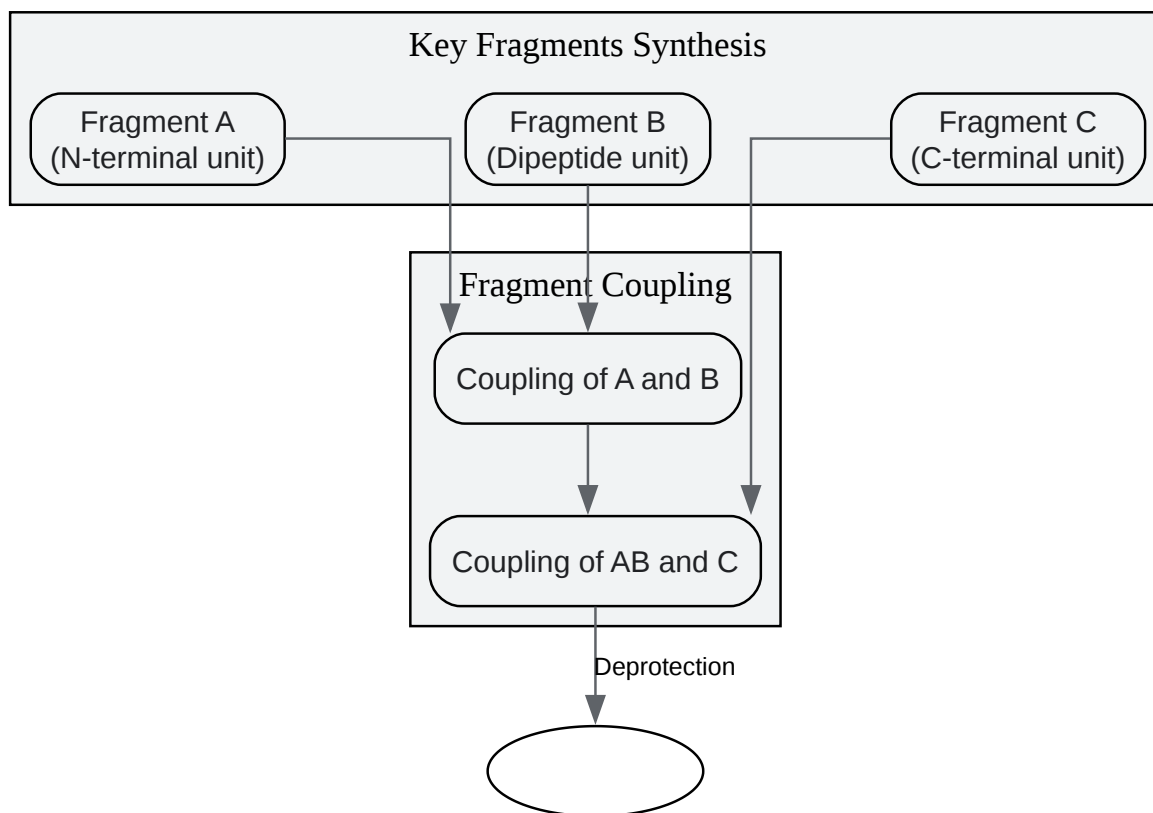 Key Fragments Synthesis
Fragment A
(N-terminal unit)
Fragment B
(Dipeptide unit)
Fragment C
(C-terminal unit)
Fragment Coupling
Coupling of A and B
Coupling of AB and C
Deprotection